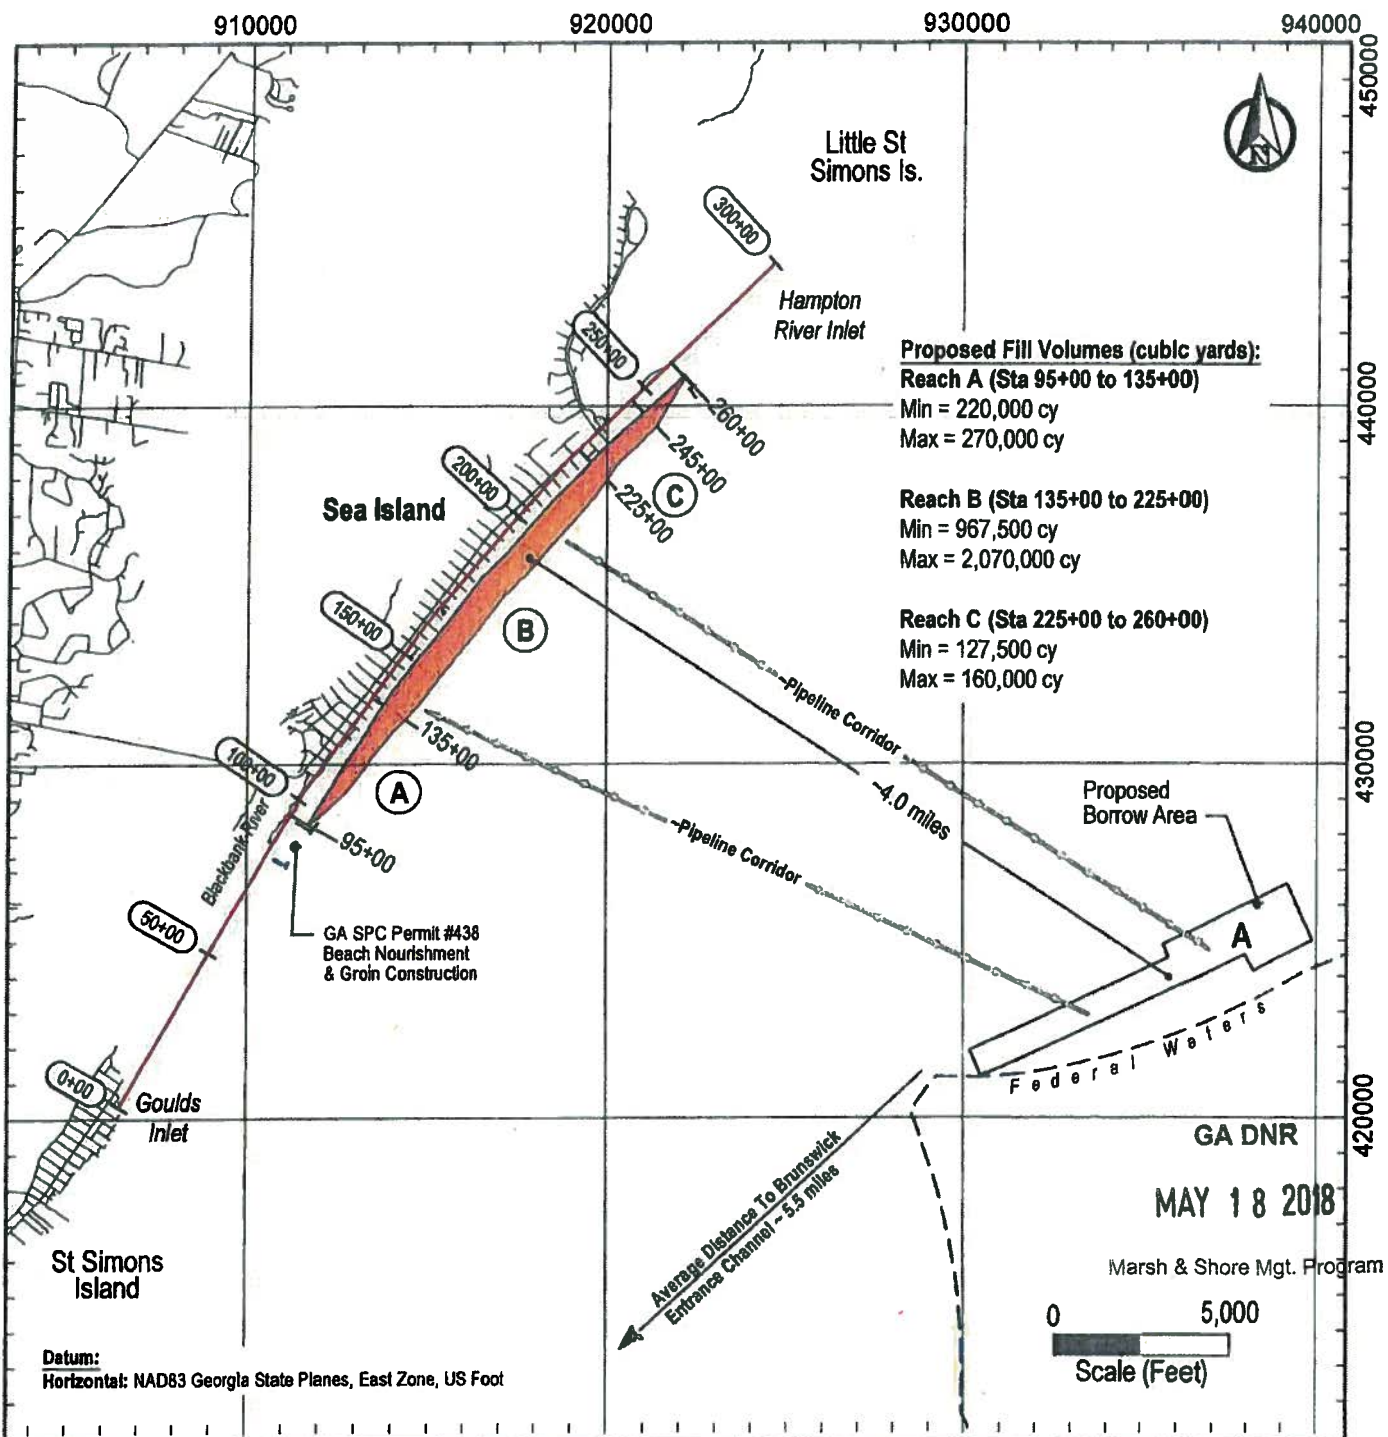 910000
920000
930000
940000
450000
440000
430000
420000
N
Little St
Simons Is.
300+00
Hampton
River Inlet
250+00
260+00
245+00
225+00
C
200+00
Sea Island
150+00
B
135+00
A
100+00
95+00
Blackbank River
50+00
0+00
Goulds
Inlet
St Simons
Island
GA SPC Permit #438
Beach Nourishment
& Groin Construction
Proposed Fill Volumes (cubic yards):
Reach A (Sta 95+00 to 135+00)
Min = 220,000 cy
Max = 270,000 cy
Reach B (Sta 135+00 to 225+00)
Min = 967,500 cy
Max = 2,070,000 cy
Reach C (Sta 225+00 to 260+00)
Min = 127,500 cy
Max = 160,000 cy
~Pipeline Corridor
~4.0 miles
~Pipeline Corridor
Proposed
Borrow Area
A
Federal Waters
Average Distance To Brunswick
Entrance Channel ~ 5.5 miles
GA DNR
MAY 18 2018
Marsh & Shore Mgt. Program
0 5,000
Scale (Feet)
Datum:
Horizontal: NAD83 Georgia State Planes, East Zone, US Foot